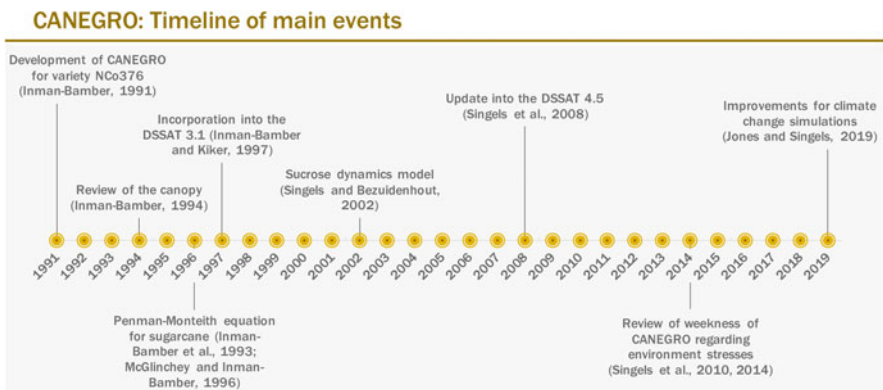 CANEGRO: Timeline of main events
Development of CANEGRO
for variety NCo376
(Inman-Bamber, 1991)
Incorporation into the
DSSAT 3.1 (Inman-Bamber
and Kiker, 1997)
Update into the DSSAT 4.5
(Singels et al., 2008)
Improvements for climate
change simulations
(Jones and Singels, 2019)
Review of the canopy
(Inman-Bamber, 1994)
Sucrose dynamics model
(Singels and Bezuidenhout,
2002)
1991
1992
1993
1994
1995
1996
1997
1998
1999
2000
2001
2002
2003
2004
2005
2006
2007
2008
2009
2010
2011
2012
2013
2014
2015
2016
2017
2018
2019
Penman-Monteith equation
for sugarcane (Inman-
Bamber et al., 1993;
McGlinchey and Inman-
Bamber, 1996)
Review of weekness of
CANEGRO regarding
environment stresses
(Singels et al., 2010, 2014)